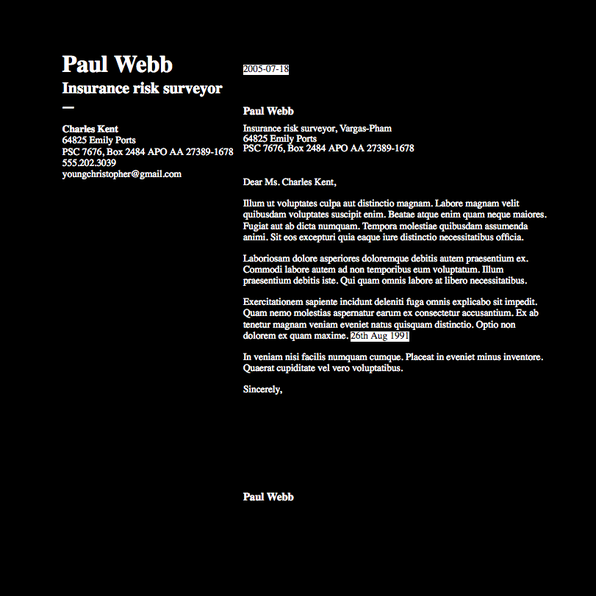 Paul Webb
Insurance risk surveyor
Charles Kent
64825 Emily Ports
PSC 7676, Box 2484 APO AA 27389-1678
555.202.3039
youngchristopher@gmail.com
2005-07-18
Paul Webb
Insurance risk surveyor, Vargas-Pham
64825 Emily Ports
PSC 7676, Box 2484 APO AA 27389-1678
Dear Ms. Charles Kent,
Illum ut voluptates culpa aut distinctio magnam. Labore magnam velit
quibusdam voluptates suscipit enim. Beatae atque enim quam neque maiores.
Fugiat aut ab dicta numquam. Tempora molestiae quibusdam assumenda
animi. Sit eos excepturi quia eaque iure distinctio necessitatibus officia.
Laboriosam dolore asperiores doloremque debitis autem praesentium ex.
Commodi labore autem ad non temporibus eum voluptatum. Illum
praesentium debitis iste. Qui quam omnis labore at libero necessitatibus.
Exercitationem sapiente incidunt deleniti fuga omnis explicabo sit impedit.
Quam nemo molestias aspernatur earum ex consectetur accusantium. Ex ab
tenetur magnam veniam eveniet natus quisquam distinctio. Optio non
dolorem ex quam maxime. 26th Aug 1991
In veniam nisi facilis numquam cumque. Placeat in eveniet minus inventore.
Quaerat cupiditate vel vero voluptatibus.
Sincerely,
Paul Webb